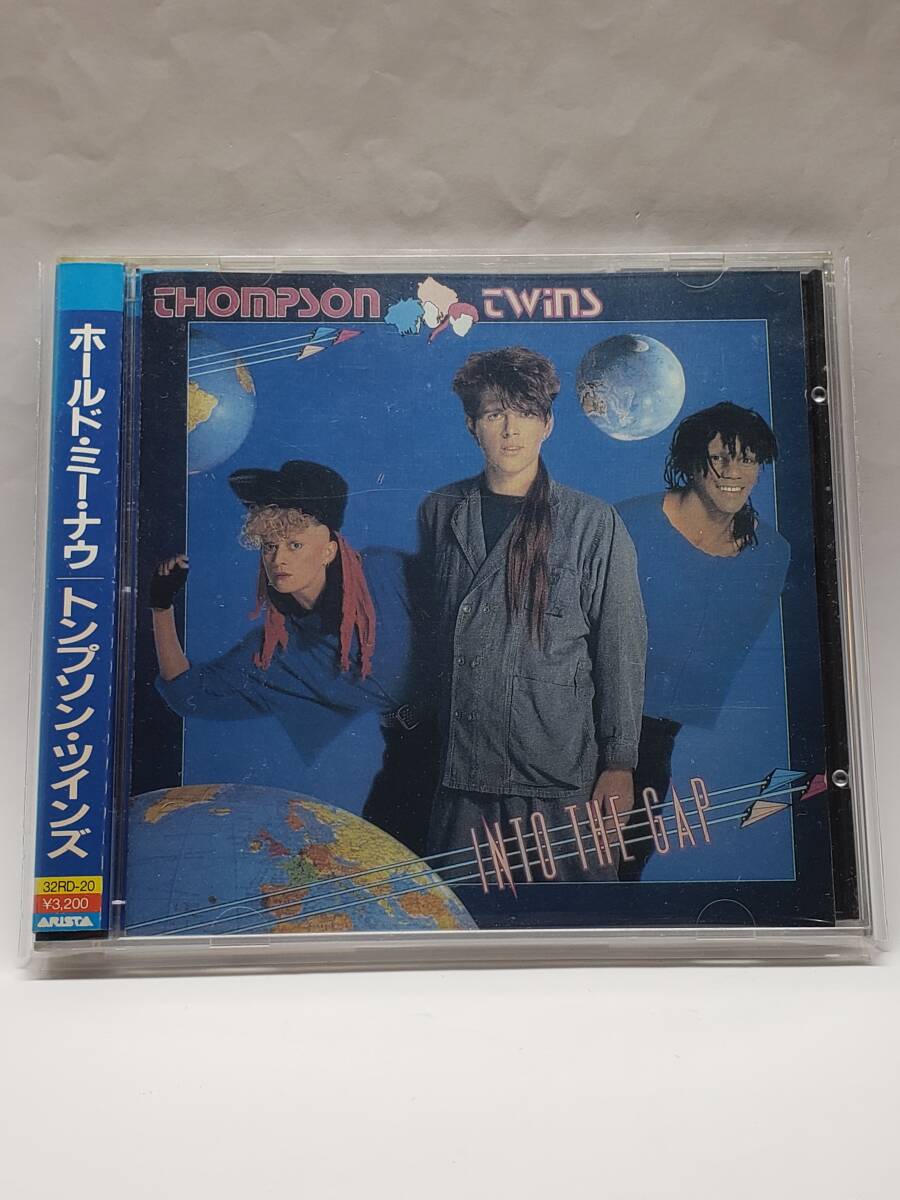 ホールド・ミー・ナウ|トンプソン・ツインズ
32RD-20
¥3,200
ARISTA
THOMPSON TWINS
INTO THE GAP